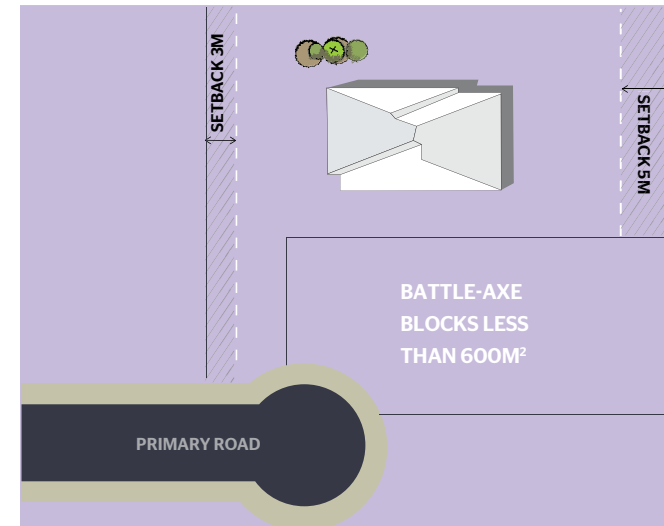 SETBACK 3M
SETBACK 5M
BATTLE-AXE
BLOCKS LESS
THAN 600M²
PRIMARY ROAD